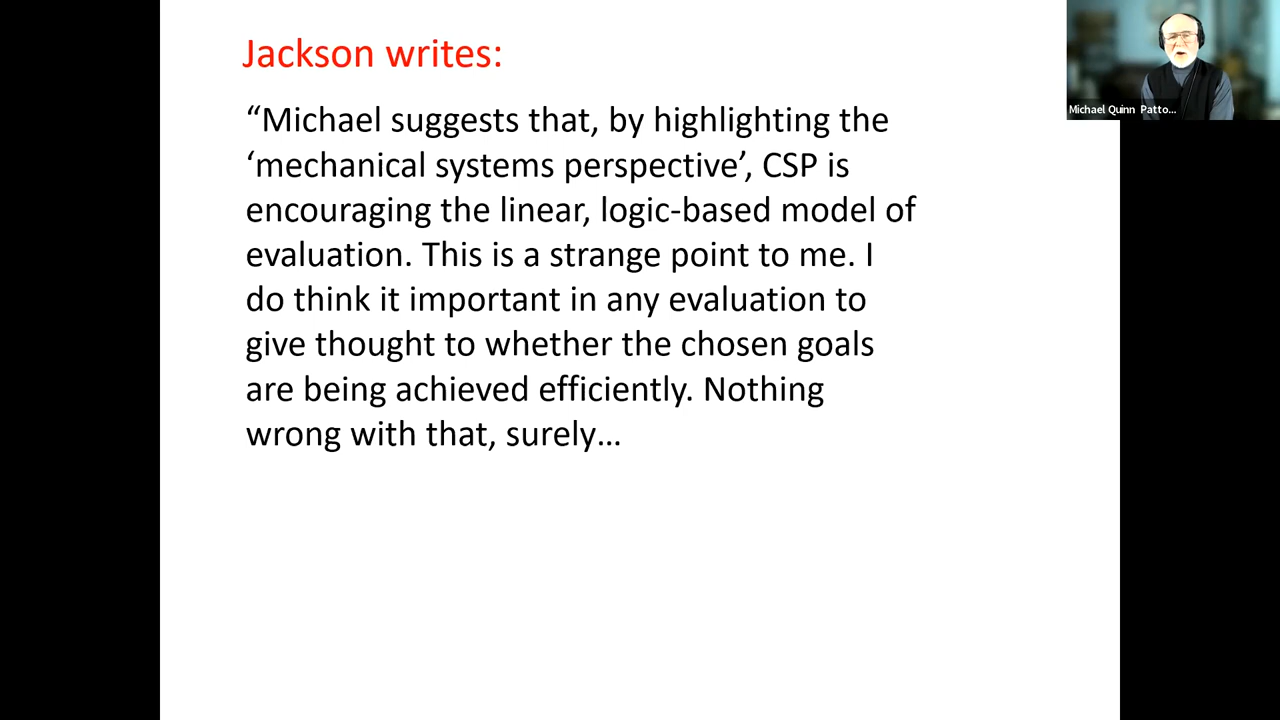 Jackson writes:
“Michael suggests that, by highlighting the
‘mechanical systems perspective’, CSP is
encouraging the linear, logic-based model of
evaluation. This is a strange point to me. I
do think it important in any evaluation to
give thought to whether the chosen goals
are being achieved efficiently. Nothing
wrong with that, surely…
Michael Quinn Patto...